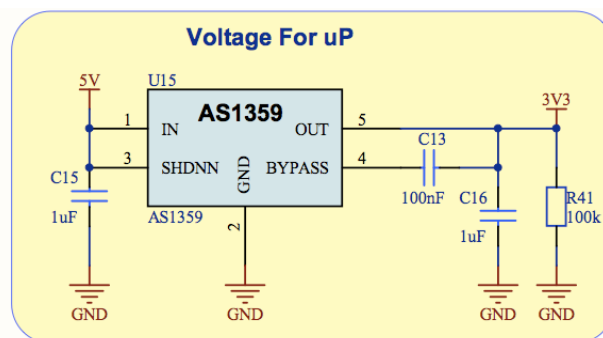 Voltage For uP
5V
U15
AS1359
3V3
1
IN
OUT
5
3
SHDNN
GND
BYPASS
4
C13
100nF
C15
1uF
AS1359
2
C16
1uF
R41
100k
GND
GND
GND
GND